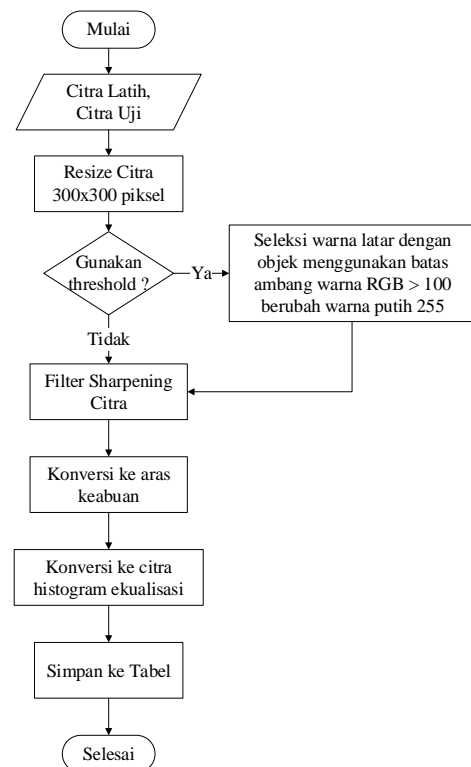 Mulai
Citra Latih,
Citra Uji
Resize Citra
300x300 piksel
Gunakan
threshold ?
Ya
Seleksi warna latar dengan
objek menggunakan batas
ambang warna RGB > 100
berubah warna putih 255
Tidak
Filter Sharpening
Citra
Konversi ke aras
keabuan
Konversi ke citra
histogram ekualisasi
Simpan ke Tabel
Selesai